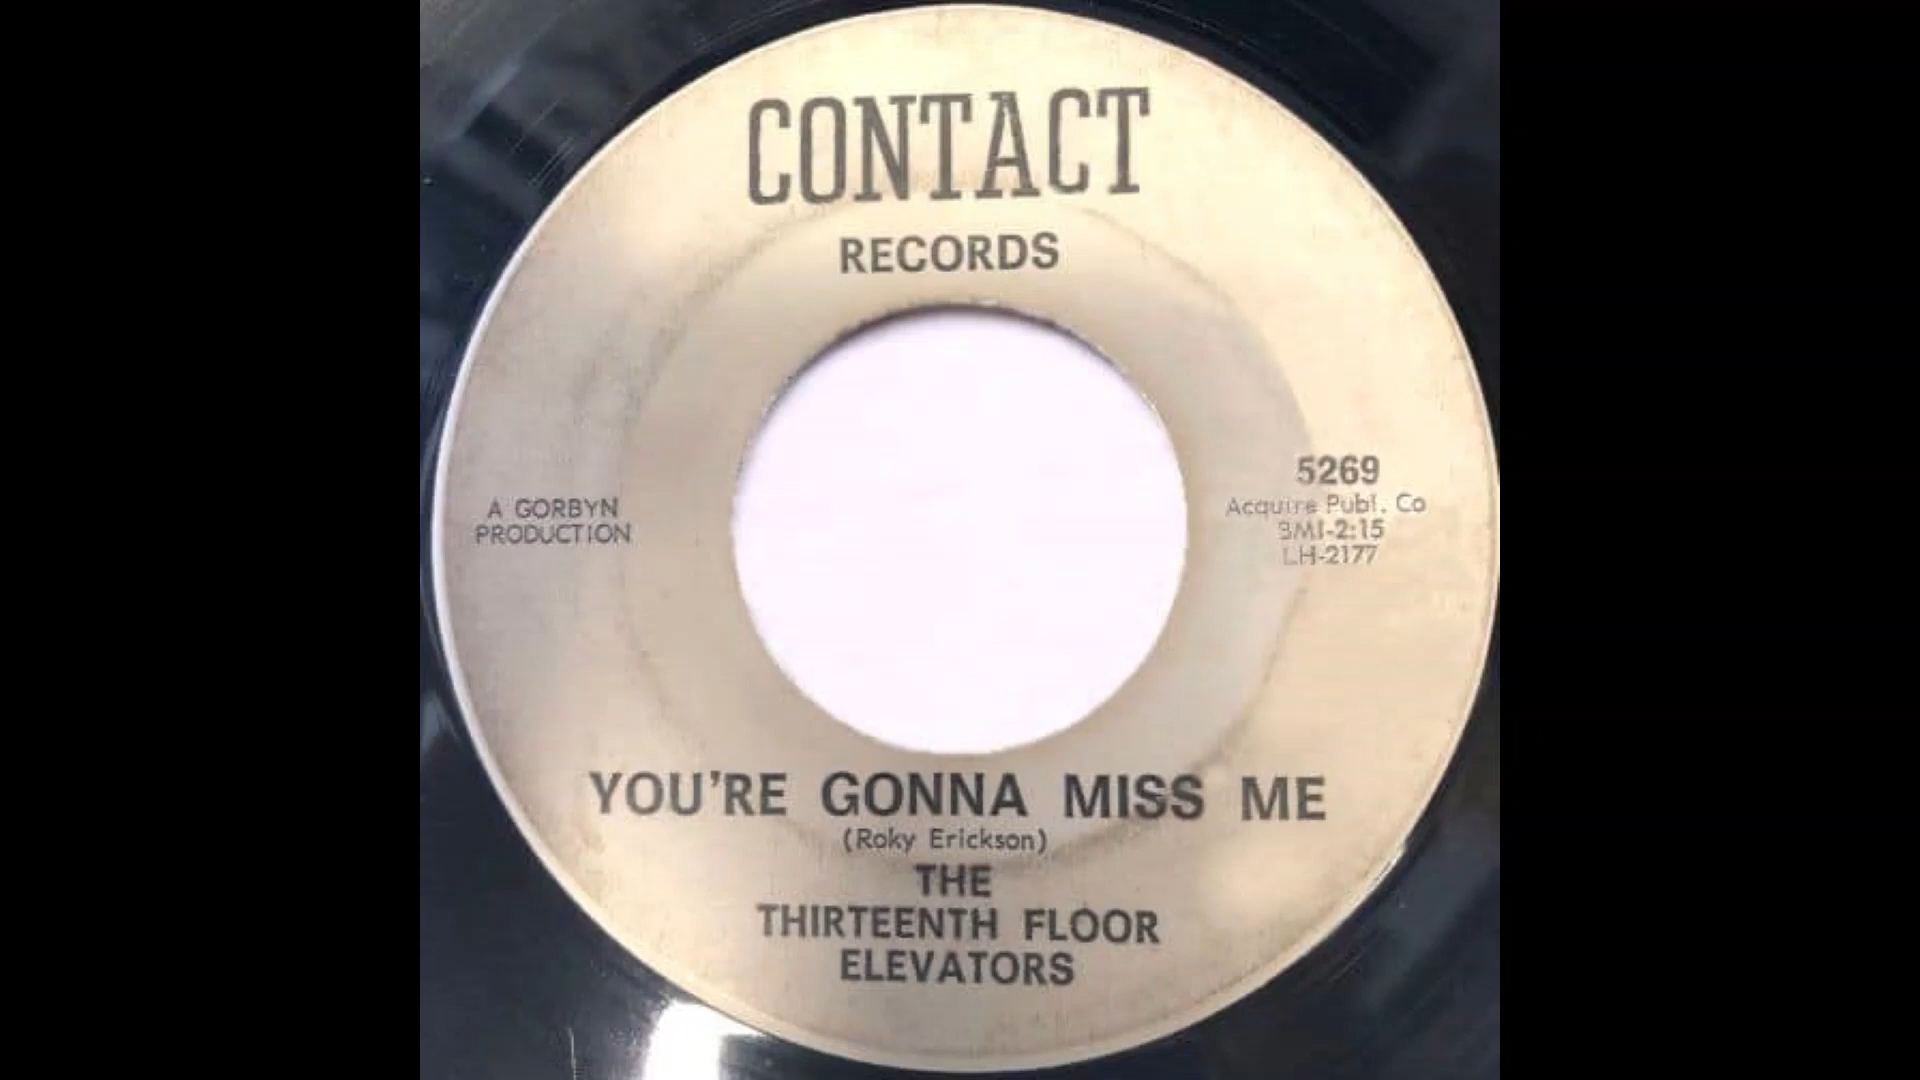 CONTACT
RECORDS
A GORBYN
PRODUCTION
5269
Acquire Publ. Co
BMI-2:15
LH-2177
YOU'RE GONNA MISS ME
(Roky Erickson)
THE
THIRTEENTH FLOOR
ELEVATORS